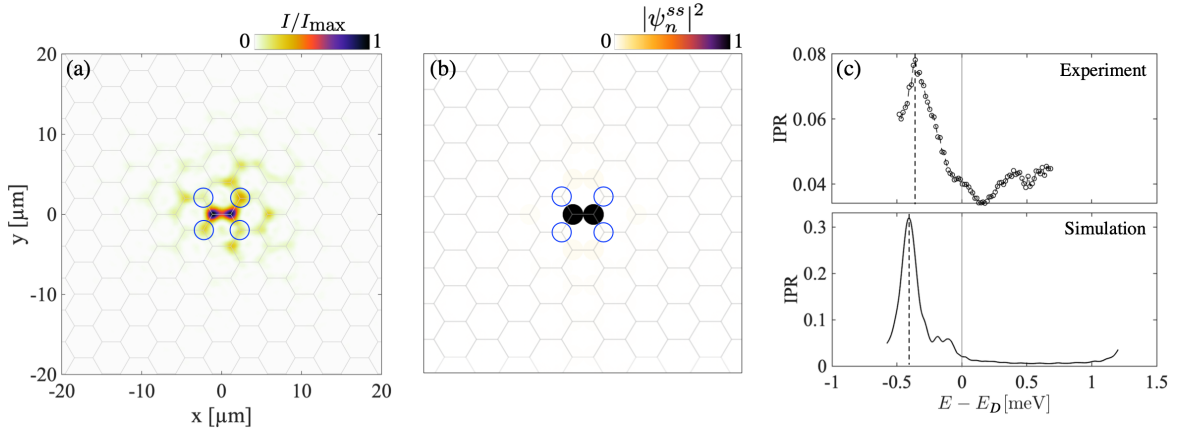 I/I_max
0 1
(a)
20
10
0
-10
-20
y [μm]
-20 -10 0 10 20
x [μm]
|ψ_n^{ss}|^2
0 1
(b)
(c)
Experiment
0.08
0.06
0.04
IPR
Simulation
0.3
0.2
0.1
0
IPR
-1 -0.5 0 0.5 1 1.5
E − E_D [meV]